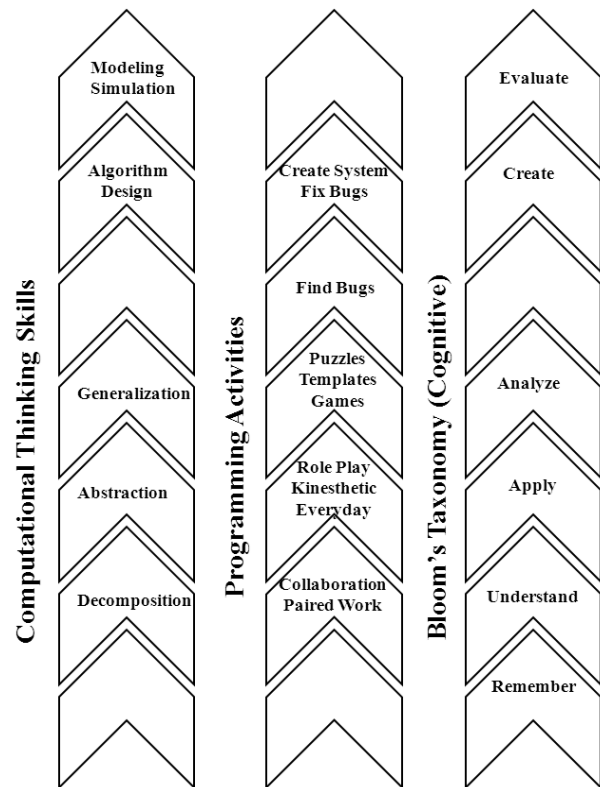 Computational Thinking Skills
Modeling
Simulation
Algorithm
Design
Generalization
Abstraction
Decomposition
Programming Activities
Create System
Fix Bugs
Find Bugs
Puzzles
Templates
Games
Role Play
Kinesthetic
Everyday
Collaboration
Paired Work
Bloom's Taxonomy (Cognitive)
Evaluate
Create
Analyze
Apply
Understand
Remember